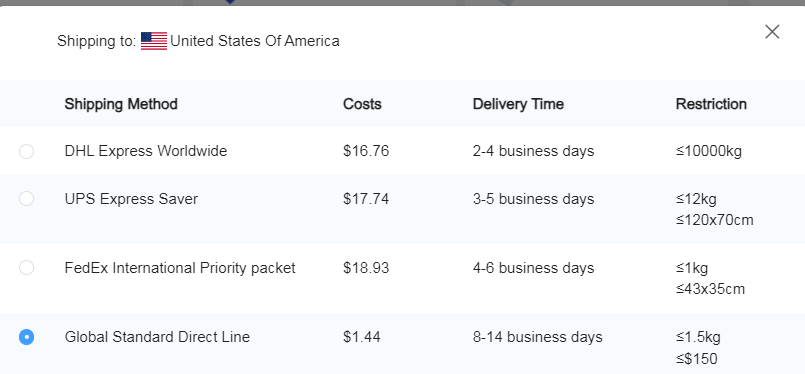 Shipping to: United States Of America
Shipping Method Costs Delivery Time Restriction
DHL Express Worldwide $16.76 2-4 business days ≤10000kg
UPS Express Saver $17.74 3-5 business days ≤12kg
≤120x70cm
FedEx International Priority packet $18.93 4-6 business days ≤1kg
≤43x35cm
Global Standard Direct Line $1.44 8-14 business days ≤1.5kg
≤$150